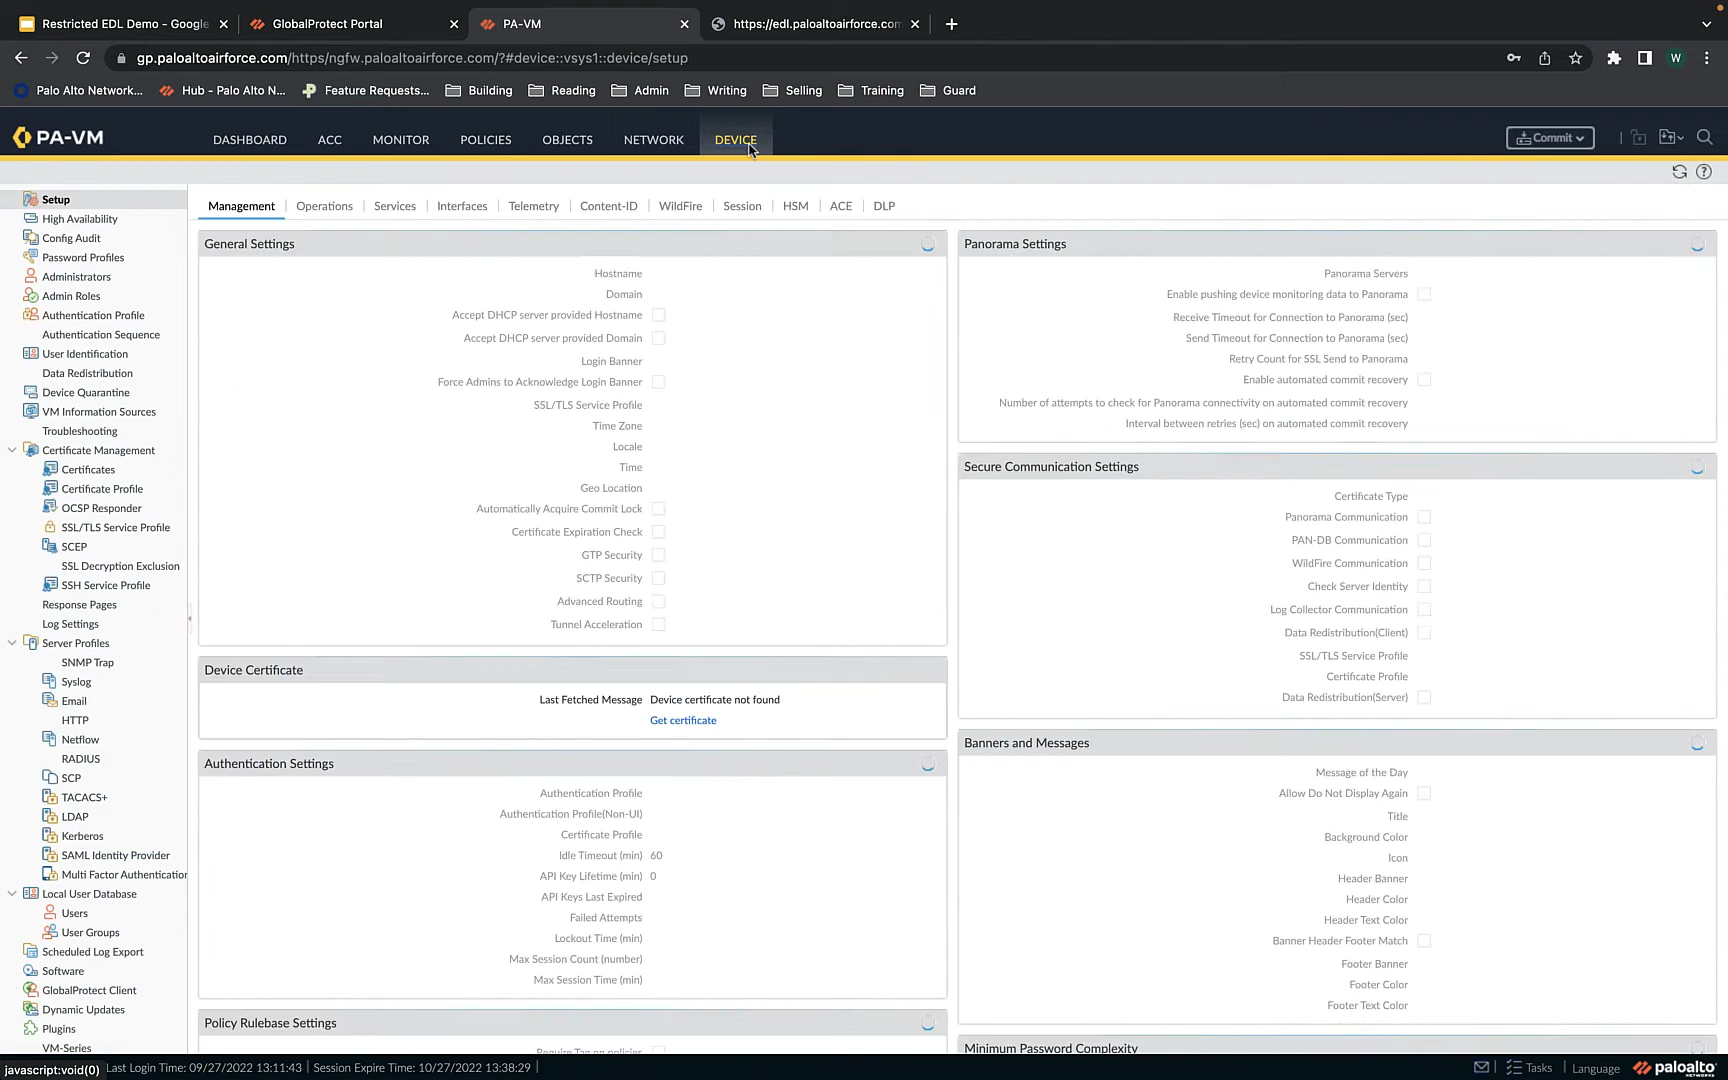 Restricted EDL Demo - Google
GlobalProtect Portal
PA-VM
https://edl.paloaltoairforce.com
gp.paloaltoairforce.com/https/ngfw.paloaltoairforce.com/?#device::vsys1::device/setup
W
Palo Alto Network...
Hub - Palo Alto N...
Feature Requests...
Building
Reading
Admin
Writing
Selling
Training
Guard
PA-VM
DASHBOARD
ACC
MONITOR
POLICIES
OBJECTS
NETWORK
DEVICE
Commit
Setup
High Availability
Config Audit
Password Profiles
Administrators
Admin Roles
Authentication Profile
Authentication Sequence
User Identification
Data Redistribution
Device Quarantine
VM Information Sources
Troubleshooting
Certificate Management
Certificates
Certificate Profile
OCSP Responder
SSL/TLS Service Profile
SCEP
SSL Decryption Exclusion
SSH Service Profile
Response Pages
Log Settings
Server Profiles
SNMP Trap
Syslog
Email
HTTP
Netflow
RADIUS
SCP
TACACS+
LDAP
Kerberos
SAML Identity Provider
Multi Factor Authentication
Local User Database
Users
User Groups
Scheduled Log Export
Software
GlobalProtect Client
Dynamic Updates
Plugins
VM-Series
Management
Operations
Services
Interfaces
Telemetry
Content-ID
WildFire
Session
HSM
ACE
DLP
General Settings
Hostname
Domain
Accept DHCP server provided Hostname
Accept DHCP server provided Domain
Login Banner
Force Admins to Acknowledge Login Banner
SSL/TLS Service Profile
Time Zone
Locale
Time
Geo Location
Automatically Acquire Commit Lock
Certificate Expiration Check
GTP Security
SCTP Security
Advanced Routing
Tunnel Acceleration
Device Certificate
Last Fetched Message Device certificate not found
Get certificate
Authentication Settings
Authentication Profile
Authentication Profile(Non-UI)
Certificate Profile
Idle Timeout (min) 60
API Key Lifetime (min) 0
API Keys Last Expired
Failed Attempts
Lockout Time (min)
Max Session Count (number)
Max Session Time (min)
Policy Rulebase Settings
Require Tag on policies
Panorama Settings
Panorama Servers
Enable pushing device monitoring data to Panorama
Receive Timeout for Connection to Panorama (sec)
Send Timeout for Connection to Panorama (sec)
Retry Count for SSL Send to Panorama
Enable automated commit recovery
Number of attempts to check for Panorama connectivity on automated commit recovery
Interval between retries (sec) on automated commit recovery
Secure Communication Settings
Certificate Type
Panorama Communication
PAN-DB Communication
WildFire Communication
Check Server Identity
Log Collector Communication
Data Redistribution(Client)
SSL/TLS Service Profile
Certificate Profile
Data Redistribution(Server)
Banners and Messages
Message of the Day
Allow Do Not Display Again
Title
Background Color
Icon
Header Banner
Header Color
Header Text Color
Banner Header Footer Match
Footer Banner
Footer Color
Footer Text Color
Minimum Password Complexity
javascript:void(0)
Last Login Time: 09/27/2022 13:11:43
Session Expire Time: 10/27/2022 13:38:29
Tasks
Language
paloalto
NETWORKS